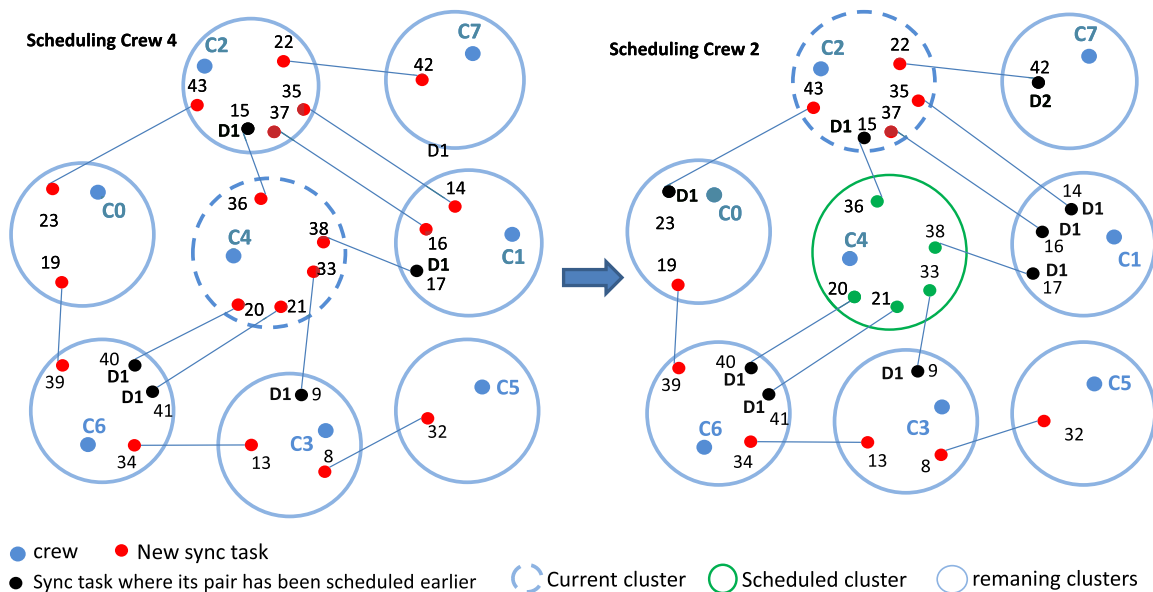 Scheduling Crew 4
C2
22
C7
42
43
35
15
37
D1
D1
C0
23
36
14
38
16
C4
C1
D1
33
17
19
20
21
40
D1
39
D1
41
D1
9
C5
C6
C3
32
34
13
8
Scheduling Crew 2
C2
22
C7
42
D2
43
35
D1
15
37
D1
C0
23
36
14
D1
38
D1
16
C4
C1
D1
33
17
19
20
21
40
D1
39
D1
41
D1
9
C5
C6
C3
32
34
13
8
crew
New sync task
Sync task where its pair has been scheduled earlier
Current cluster
Scheduled cluster
remaning clusters